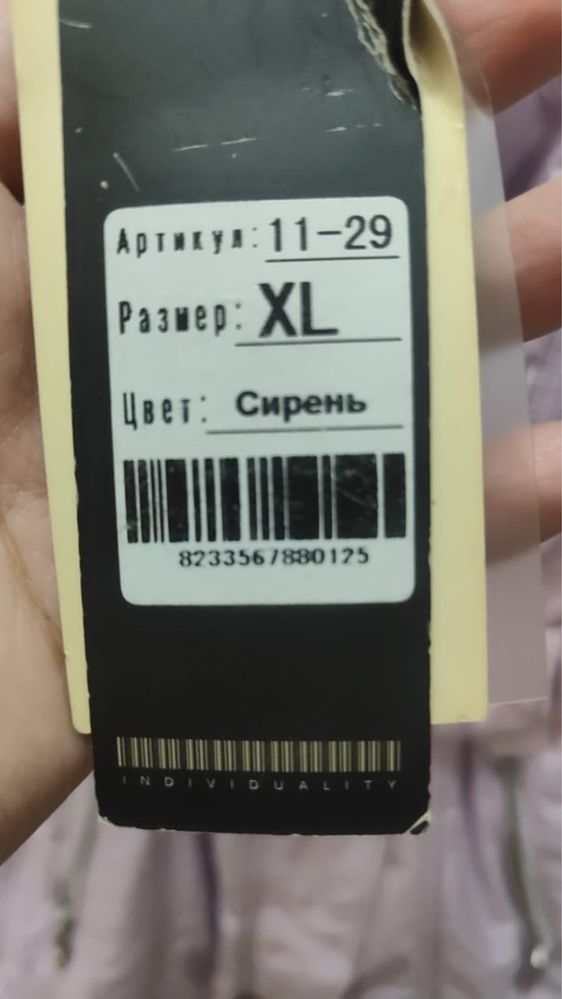 Артикул: 11-29
Размер: XL
Цвет: Сирень
8233567880125
INDIVIDUALITY